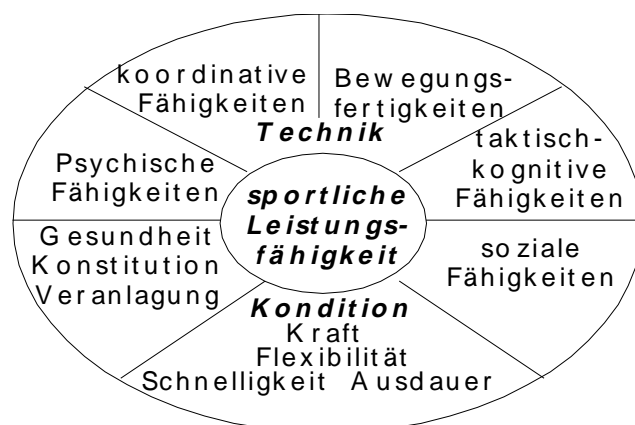 koordinative
Fähigkeiten
Bewegungs-
fertigkeiten
Technik
taktisch-
kognitive
Fähigkeiten
Psychische
Fähigkeiten
sportliche
Leistungs-
fähigkeit
Gesundheit
Konstitution
Veranlagung
soziale
Fähigkeiten
Kondition
Kraft
Flexibilität
Schnelligkeit Ausdauer